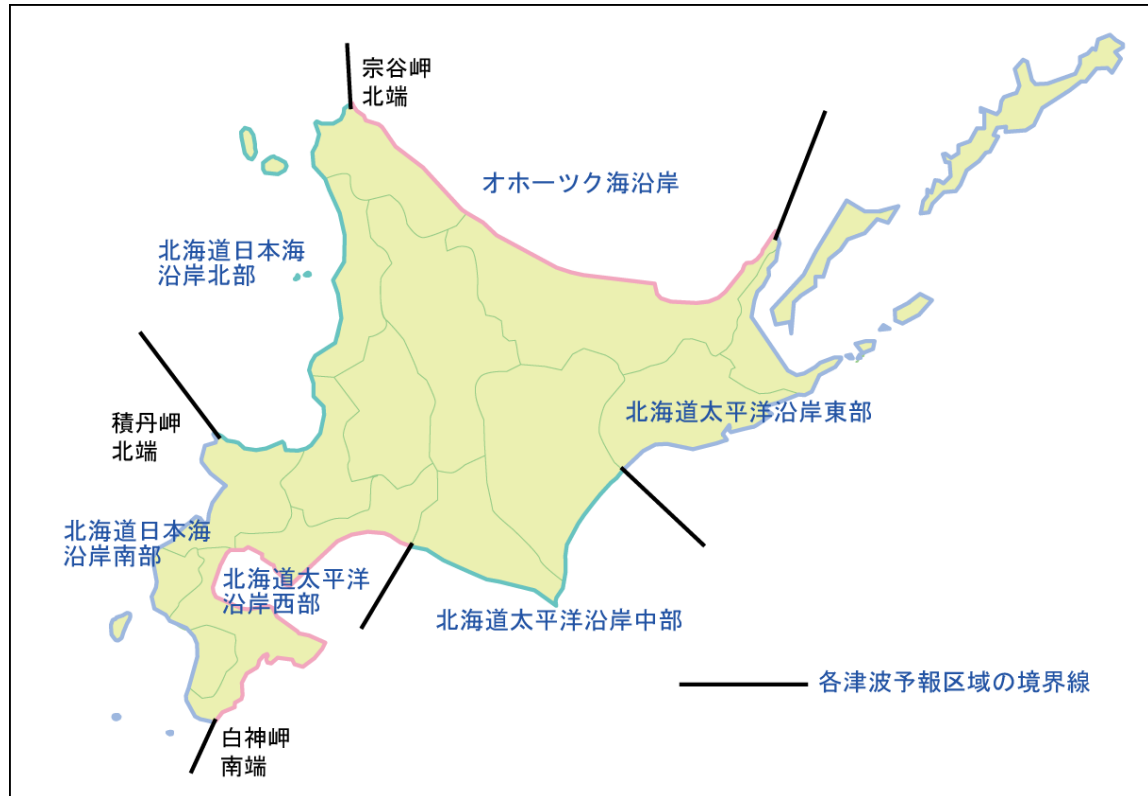 宗谷岬
北端
オホーツク海沿岸
北海道日本海
沿岸北部
積丹岬
北端
北海道太平洋沿岸東部
北海道日本海
沿岸南部
北海道太平洋
沿岸西部
北海道太平洋沿岸中部
各津波予報区域の境界線
白神岬
南端